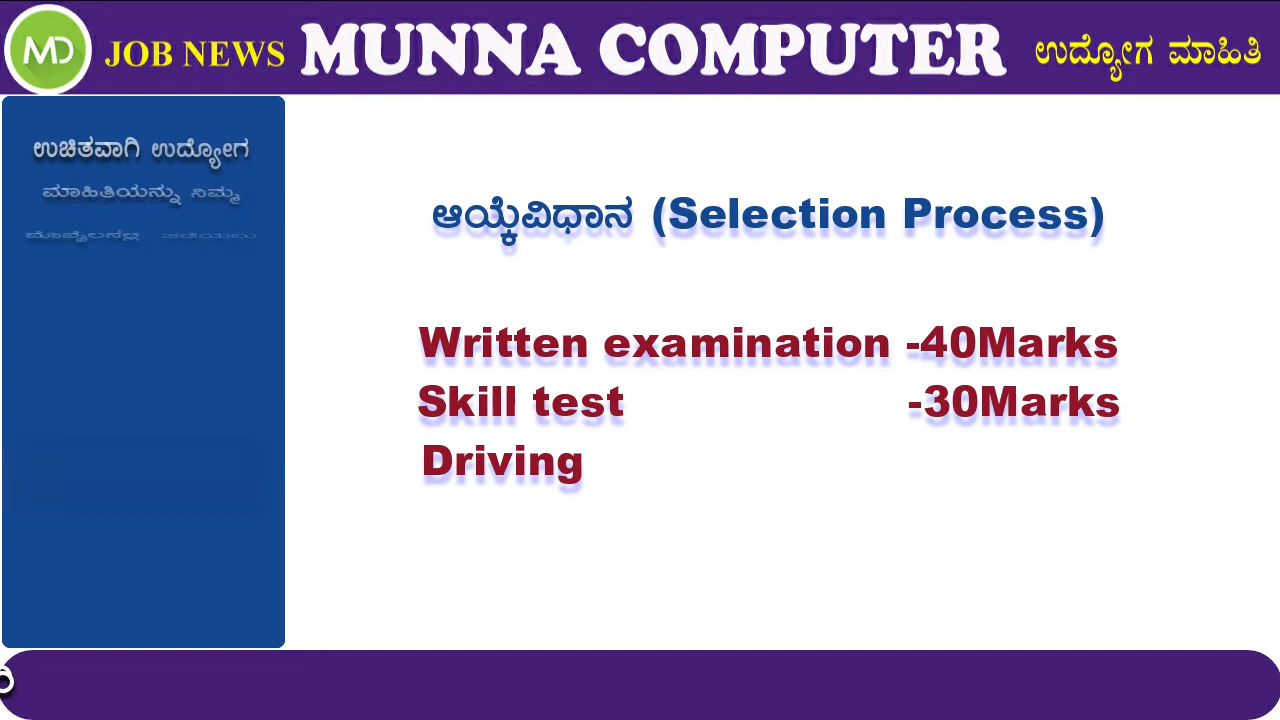 MD JOB NEWS MUNNA COMPUTER ಉದ್ಯೋಗ ಮಾಹಿತಿ
ಉಚಿತವಾಗಿ ಉದ್ಯೋಗ
ಮಾಹಿತಿಯನ್ನು ನಿಮ್ಮ
ಆಯ್ಕೆವಿಧಾನ (Selection Process)
Written examination -40Marks
Skill test -30Marks
Driving